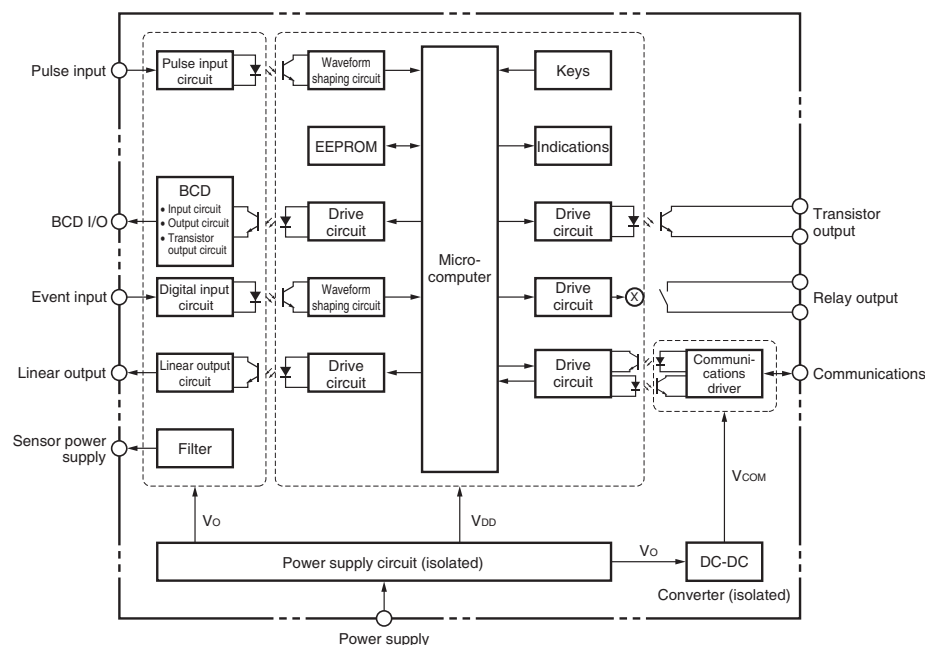 Pulse input
Pulse input
circuit
Waveform
shaping circuit
Keys
EEPROM
Indications
BCD I/O
BCD
• Input circuit
• Output circuit
• Transistor
output circuit
Drive
circuit
Micro-
computer
Drive
circuit
Transistor
output
Event input
Digital input
circuit
Waveform
shaping circuit
Drive
circuit
X
Relay output
Linear output
Linear output
circuit
Drive
circuit
Drive
circuit
Communi-
cations
driver
Communications
Sensor power
supply
Filter
VO
VDD
VCOM
Power supply circuit (isolated)
VO
DC-DC
Converter (isolated)
Power supply